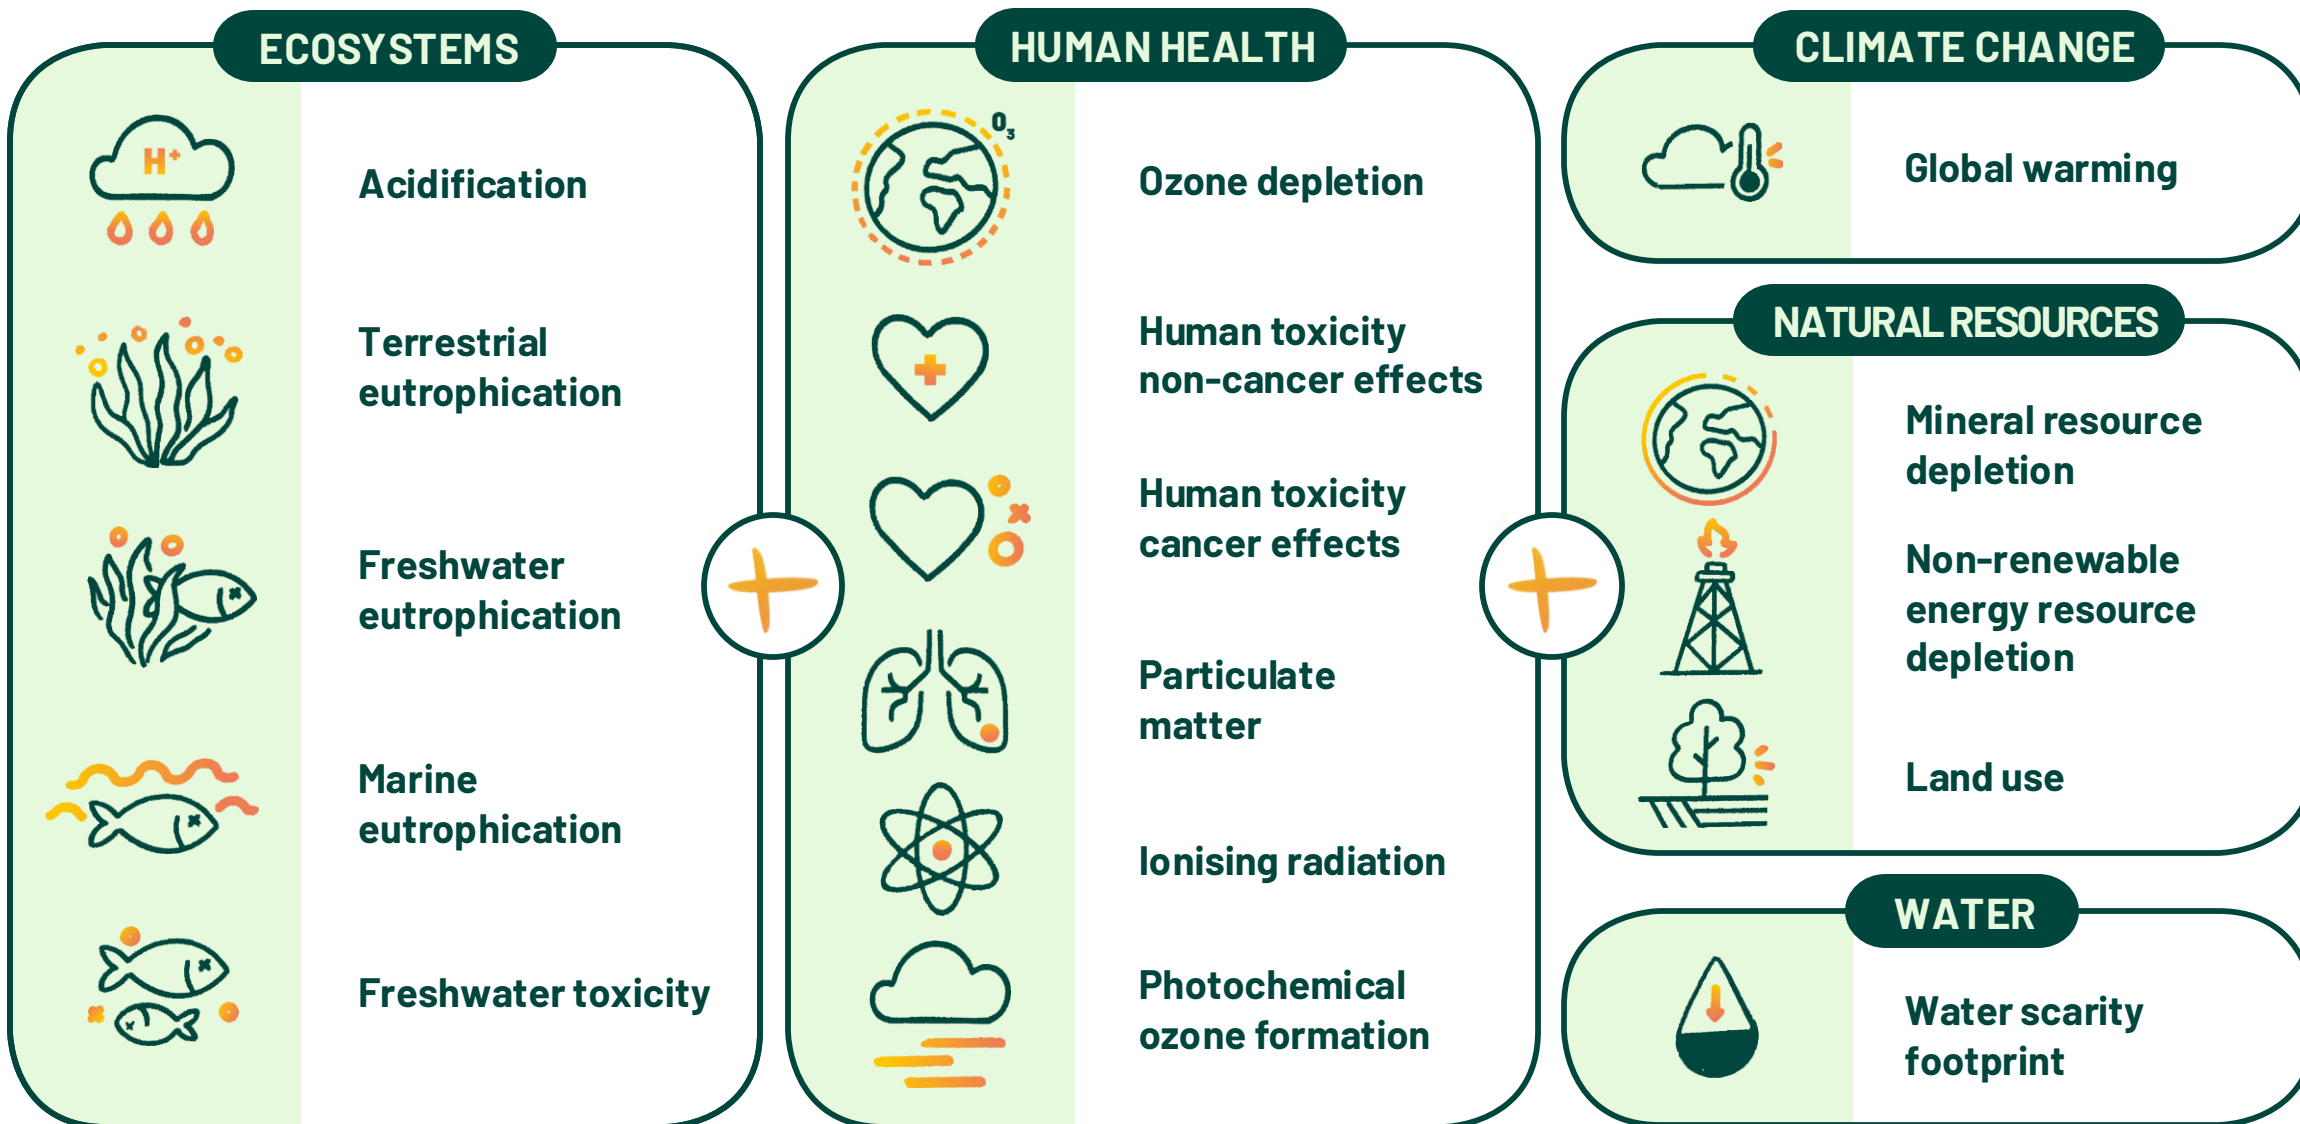 ECOSYSTEMS
H+
Acidification
Terrestrial
eutrophication
Freshwater
eutrophication
Marine
eutrophication
Freshwater toxicity
HUMAN HEALTH
O₃
Ozone depletion
Human toxicity
non-cancer effects
Human toxicity
cancer effects
Particulate
matter
Ionising radiation
Photochemical
ozone formation
CLIMATE CHANGE
Global warming
NATURAL RESOURCES
Mineral resource
depletion
Non-renewable
energy resource
depletion
Land use
WATER
Water scarity
footprint